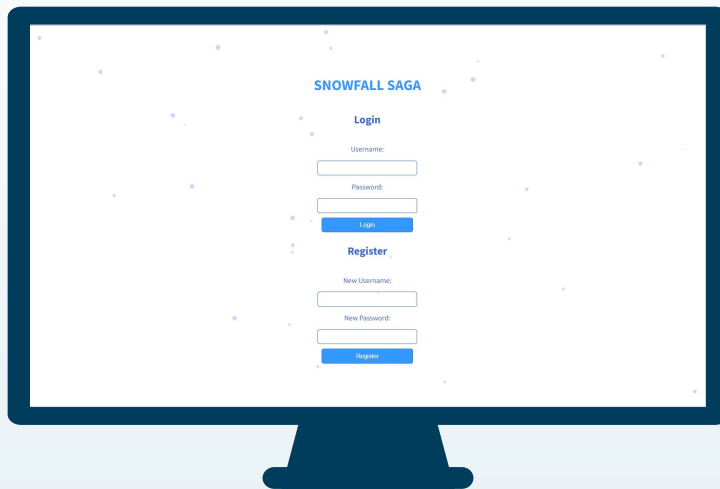 SNOWFALL SAGA
Login
Username:
Password:
Login
Register
New Username:
New Password:
Register